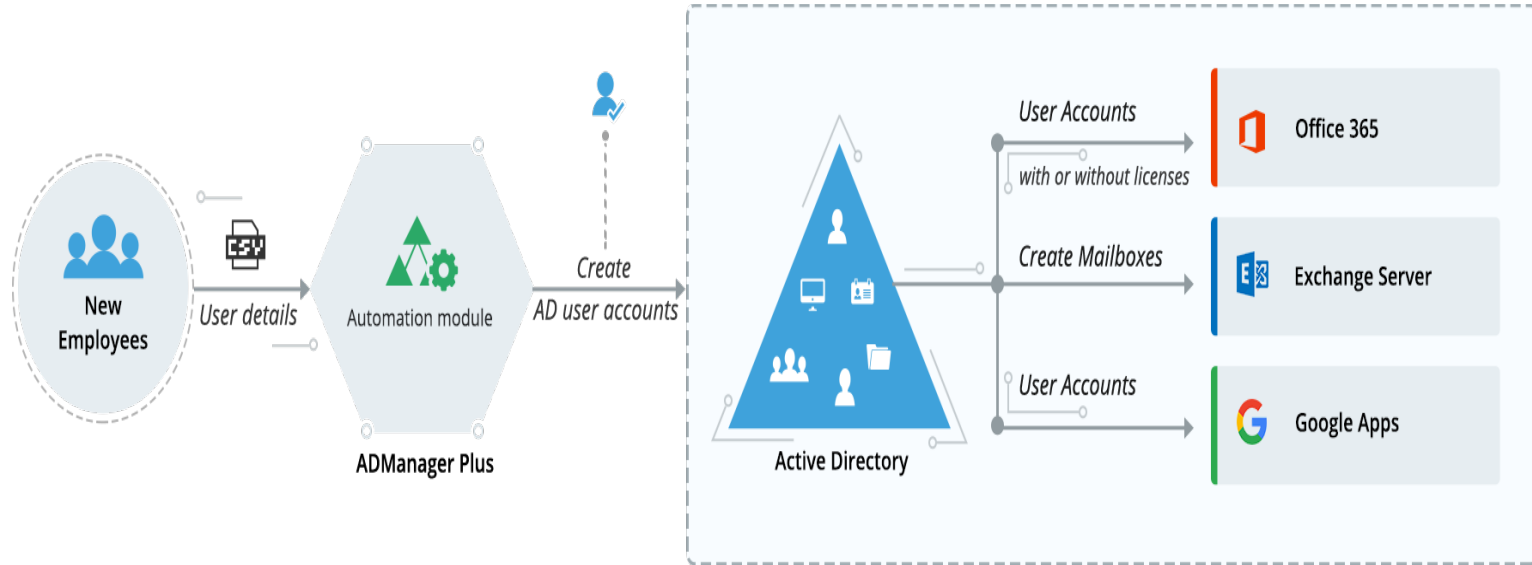 New
Employees
CSV
User details
Automation module
ADManager Plus
Create
AD user accounts
Active Directory
User Accounts
with or without licenses
Create Mailboxes
User Accounts
Office 365
E
Exchange Server
G
Google Apps